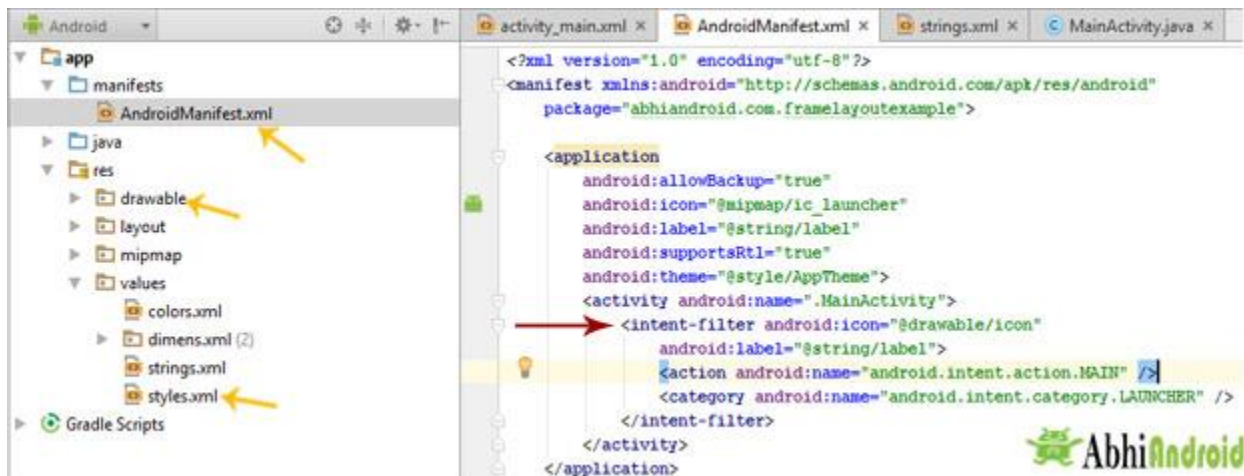 Android
app
manifests
AndroidManifest.xml
java
res
drawable
layout
mipmap
values
colors.xml
dimens.xml (2)
strings.xml
styles.xml
Gradle Scripts
activity_main.xml
AndroidManifest.xml
strings.xml
MainActivity.java
<?xml version="1.0" encoding="utf-8"?>
<manifest xmlns:android="http://schemas.android.com/apk/res/android"
package="abhiandroid.com.framelayoutexample">
<application
android:allowBackup="true"
android:icon="@mipmap/ic_launcher"
android:label="@string/label"
android:supportsRtl="true"
android:theme="@style/AppTheme">
<activity android:name=".MainActivity">
<intent-filter android:icon="@drawable/icon"
android:label="@string/label">
<action android:name="android.intent.action.MAIN" />
<category android:name="android.intent.category.LAUNCHER" />
</intent-filter>
</activity>
</application>
AbhiAndroid